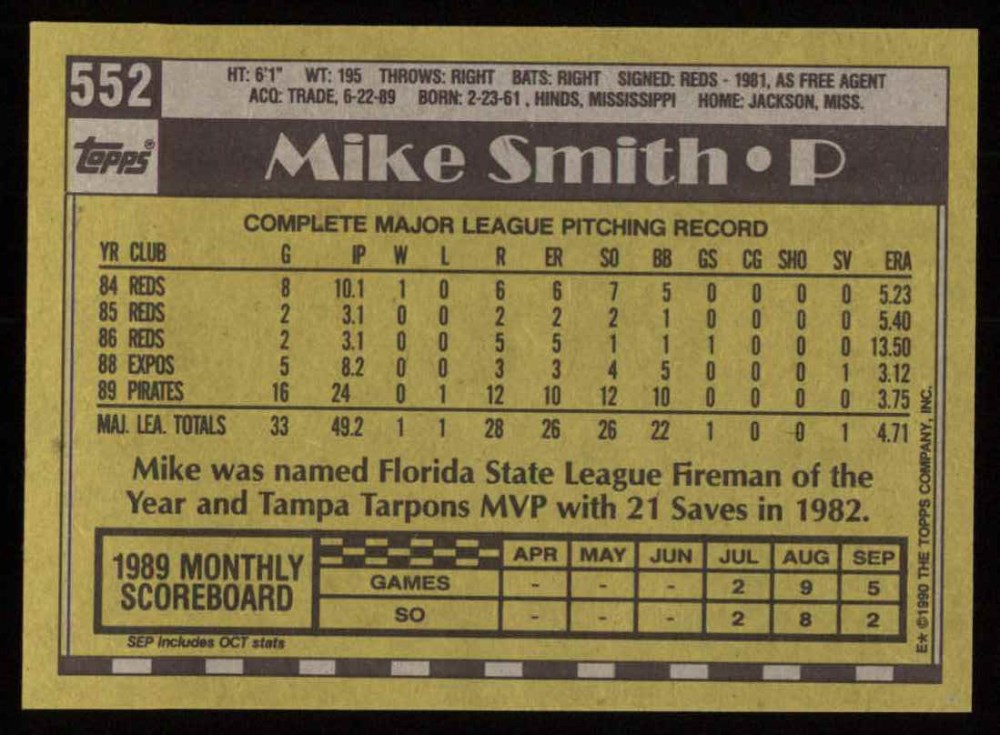 552
HT: 6'1" WT: 195 THROWS: RIGHT BATS: RIGHT SIGNED: REDS - 1981, AS FREE AGENT
ACQ: TRADE, 6-22-89 BORN: 2-23-61 , HINDS, MISSISSIPPI HOME: JACKSON, MISS.
topps®
Mike Smith • P
COMPLETE MAJOR LEAGUE PITCHING RECORD
YR CLUB G IP W L R ER SO BB GS CG SHO SV ERA
84 REDS 8 10.1 1 0 6 6 7 5 0 0 0 0 5.23
85 REDS 2 3.1 0 0 2 2 2 1 0 0 0 0 5.40
86 REDS 2 3.1 0 0 5 5 1 1 1 0 0 0 13.50
88 EXPOS 5 8.2 0 0 3 3 4 5 0 0 0 1 3.12
89 PIRATES 16 24 0 1 12 10 12 10 0 0 0 0 3.75
MAJ. LEA. TOTALS 33 49.2 1 1 28 26 26 22 1 0 0 1 4.71
Mike was named Florida State League Fireman of the
Year and Tampa Tarpons MVP with 21 Saves in 1982.
1989 MONTHLY
SCOREBOARD
APR MAY JUN JUL AUG SEP
GAMES - - - 2 9 5
SO - - - 2 8 2
SEP includes OCT stats
E* ©1990 THE TOPPS COMPANY, INC.